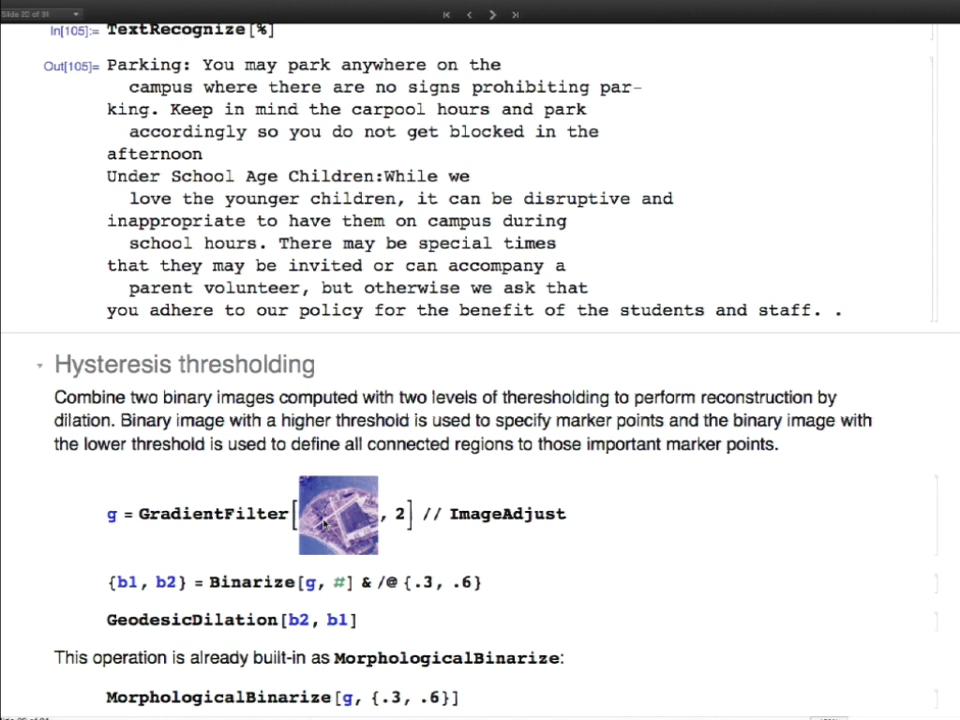 Slide 20 of 31
In[105]:= TextRecognize[%]
Out[105]= Parking: You may park anywhere on the
campus where there are no signs prohibiting par-
king. Keep in mind the carpool hours and park
accordingly so you do not get blocked in the
afternoon
Under School Age Children:While we
love the younger children, it can be disruptive and
inappropriate to have them on campus during
school hours. There may be special times
that they may be invited or can accompany a
parent volunteer, but otherwise we ask that
you adhere to our policy for the benefit of the students and staff. .
Hysteresis thresholding
Combine two binary images computed with two levels of theresholding to perform reconstruction by
dilation. Binary image with a higher threshold is used to specify marker points and the binary image with
the lower threshold is used to define all connected regions to those important marker points.
g = GradientFilter[ , 2] // ImageAdjust
{b1, b2} = Binarize[g, #] & /@ {.3, .6}
GeodesicDilation[b2, b1]
This operation is already built-in as MorphologicalBinarize:
MorphologicalBinarize[g, {.3, .6}]